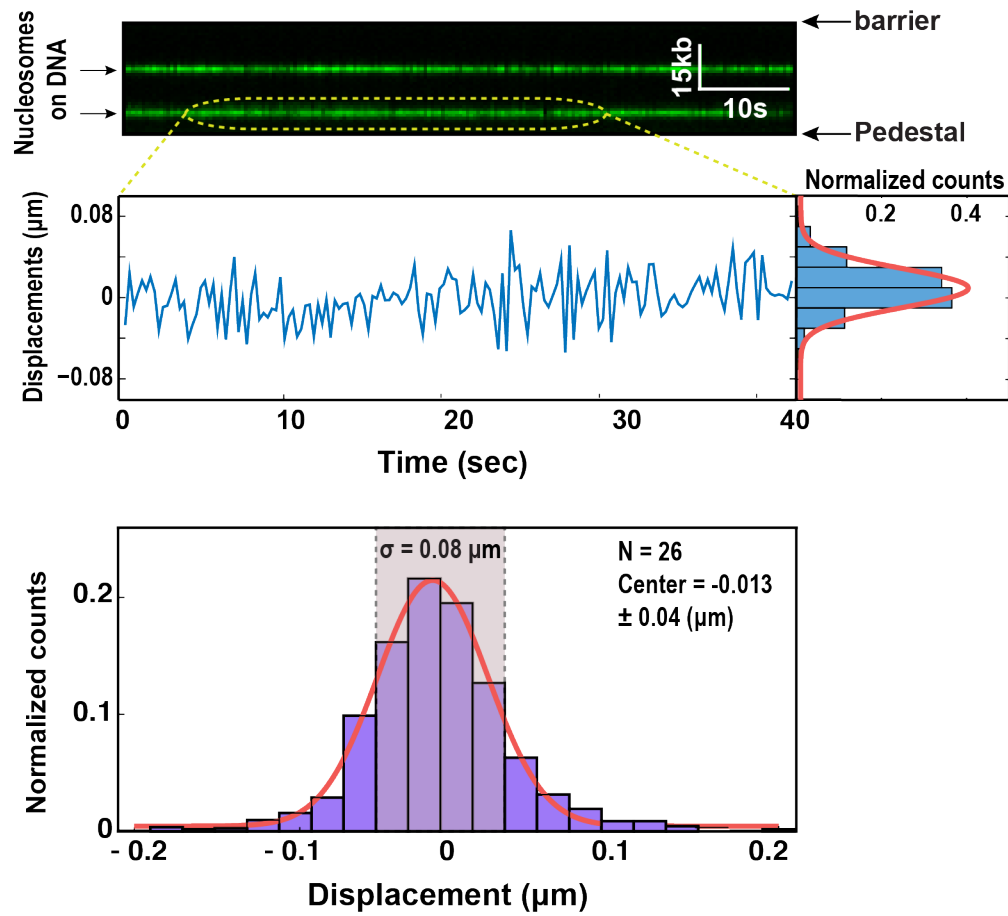 barrier
Nucleosomes
on DNA
15kb
10s
Pedestal
Normalized counts
0.2
0.4
Displacements (µm)
0.08
0
−0.08
0
10
20
30
40
Time (sec)
σ = 0.08 µm
N = 26
Center = -0.013
± 0.04 (µm)
Normalized counts
0.2
0.1
0
- 0.2
- 0.1
0
0.1
0.2
Displacement (µm)